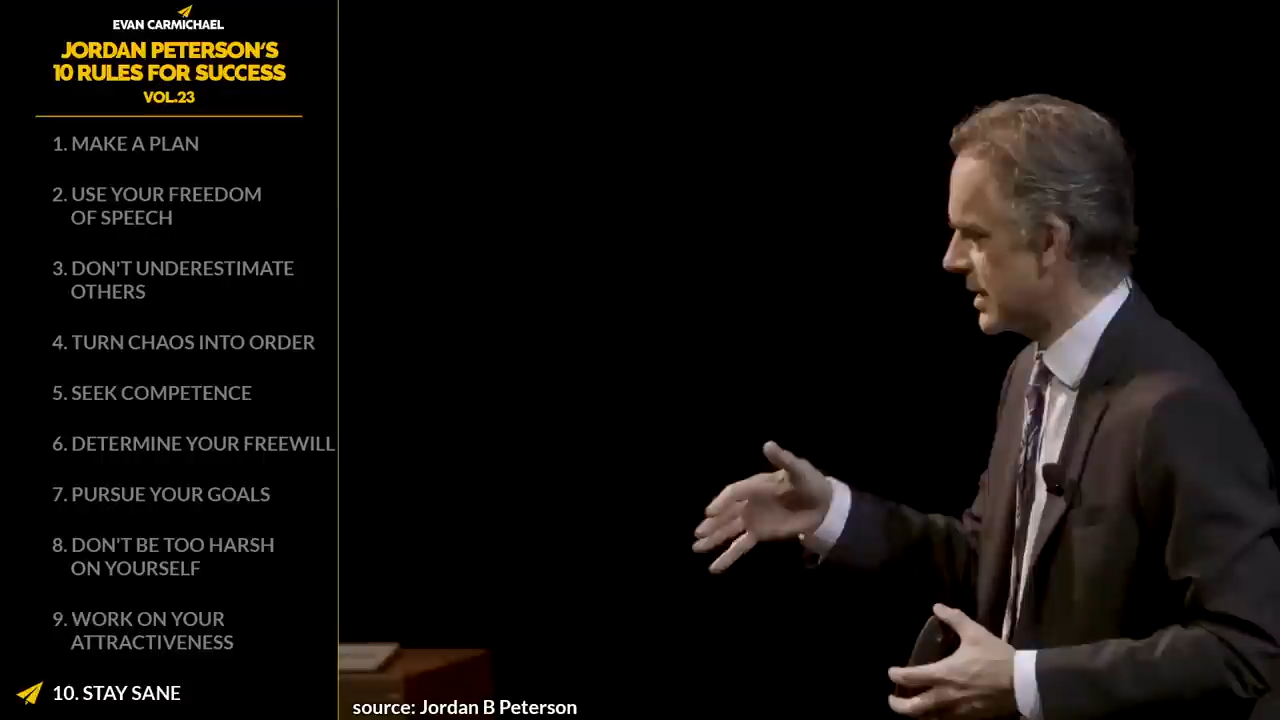 EVAN CARMICHAEL
JORDAN PETERSON'S
10 RULES FOR SUCCESS
VOL.23
1. MAKE A PLAN
2. USE YOUR FREEDOM
OF SPEECH
3. DON'T UNDERESTIMATE
OTHERS
4. TURN CHAOS INTO ORDER
5. SEEK COMPETENCE
6. DETERMINE YOUR FREEWILL
7. PURSUE YOUR GOALS
8. DON'T BE TOO HARSH
ON YOURSELF
9. WORK ON YOUR
ATTRACTIVENESS
10. STAY SANE
source: Jordan B Peterson